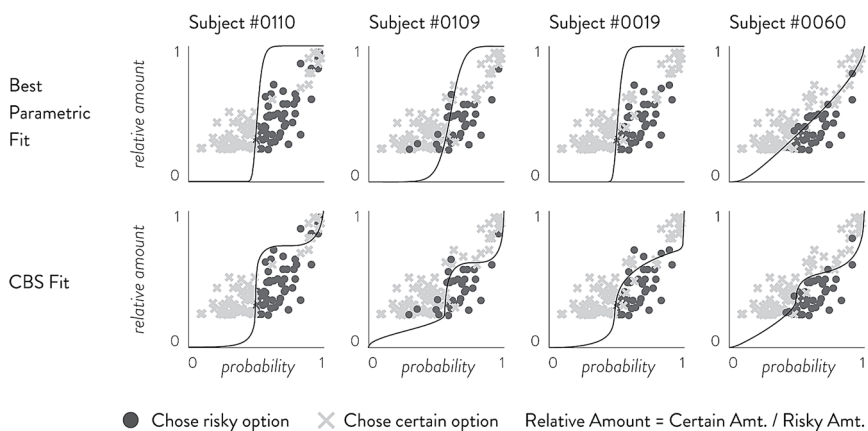 Subject #0110 Subject #0109 Subject #0019 Subject #0060
Best
Parametric
Fit
relative amount
1 1 1 1
0 0 0 0
CBS Fit
relative amount
1 1 1 1
0 0 0 0
0 1 0 1 0 1 0 1
probability probability probability probability
Chose risky option Chose certain option Relative Amount = Certain Amt. / Risky Amt.